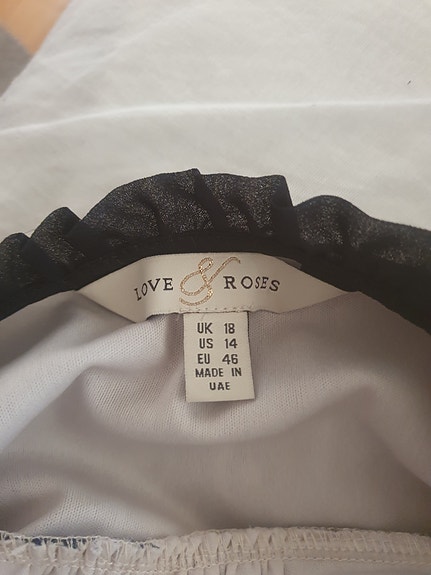 LOVE & ROSES
UK 18
US 14
EU 46
MADE IN
UAE